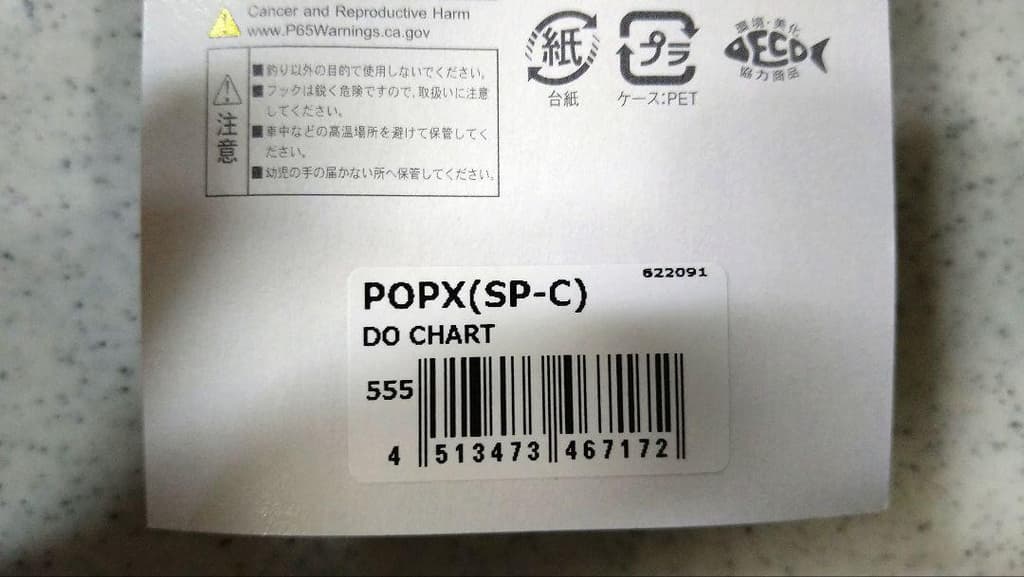 Cancer and Reproductive Harm
www.P65Warnings.ca.gov
注意
■釣り以外の目的で使用しないでください。
■フックは鋭く危険ですので、取扱いに注意
してください。
■車中などの高温場所を避けて保管してく
ださい。
■幼児の手の届かない所へ保管してください。
紙
台紙
プラ
ケース:PET
環境・美化
ECO
協力商品
622091
POPX(SP-C)
DO CHART
555
4 513473 467172